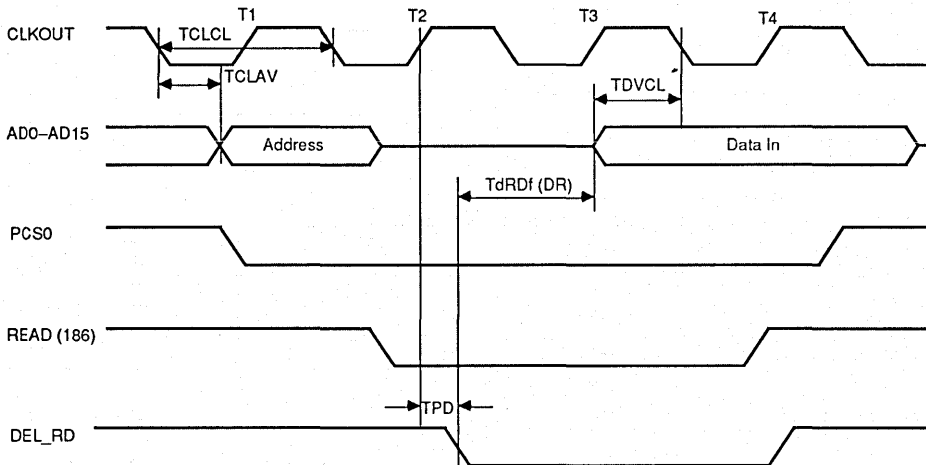 T1
T2
T3
T4
CLKOUT
TCLCL
TCLAV
TDVCL
AD0–AD15
Address
Data In
TdRDf (DR)
PCS0
READ (186)
TPD
DEL_RD